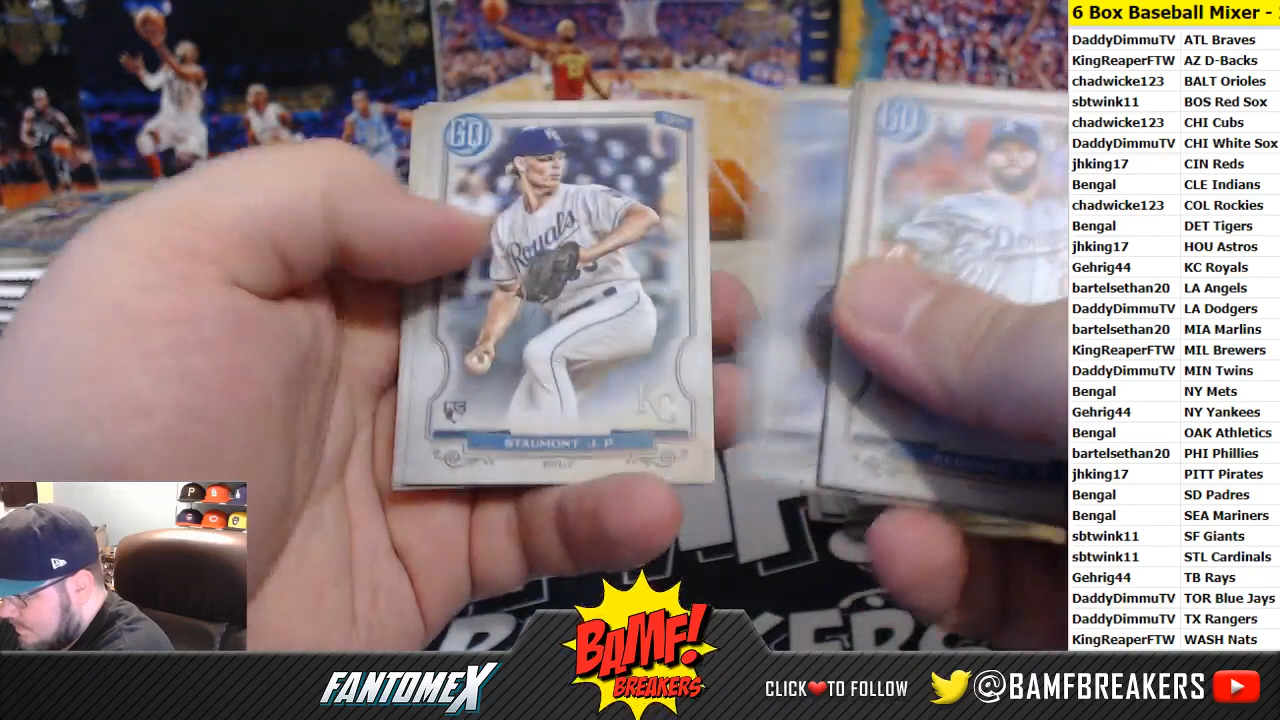 6 Box Baseball Mixer -
DaddyDimmuTV ATL Braves
KingReaperFTW AZ D-Backs
chadwicke123 BALT Orioles
sbtwink11 BOS Red Sox
chadwicke123 CHI Cubs
DaddyDimmuTV CHI White Sox
jhking17 CIN Reds
Bengal CLE Indians
chadwicke123 COL Rockies
Bengal DET Tigers
jhking17 HOU Astros
Gehrig44 KC Royals
bartelsethan20 LA Angels
DaddyDimmuTV LA Dodgers
bartelsethan20 MIA Marlins
KingReaperFTW MIL Brewers
DaddyDimmuTV MIN Twins
Bengal NY Mets
Gehrig44 NY Yankees
Bengal OAK Athletics
bartelsethan20 PHI Phillies
jhking17 PITT Pirates
Bengal SD Padres
Bengal SEA Mariners
sbtwink11 SF Giants
sbtwink11 STL Cardinals
Gehrig44 TB Rays
DaddyDimmuTV TOR Blue Jays
DaddyDimmuTV TX Rangers
KingReaperFTW WASH Nats
GQ
Royals
KC
STAUMONT J. P.
GQ
FANTOMEX
BAMF!
BREAKERS
CLICK TO FOLLOW
@BAMFBREAKERS